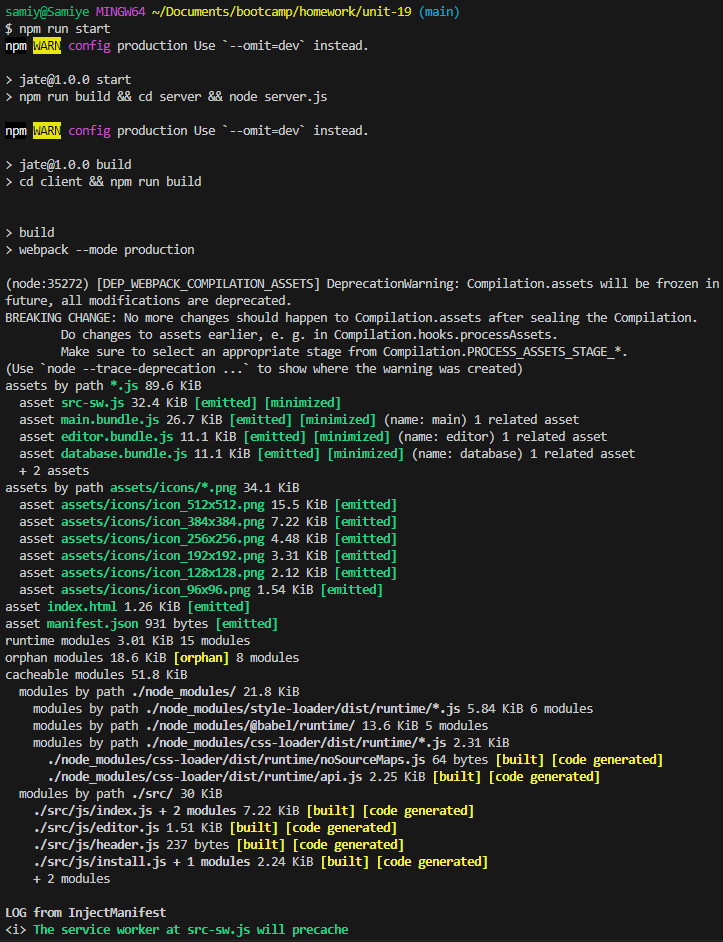 samiy@Samiye MINGW64 ~/Documents/bootcamp/homework/unit-19 (main)
$ npm run start
npm WARN config production Use `--omit=dev` instead.
> jate@1.0.0 start
> npm run build && cd server && node server.js
npm WARN config production Use `--omit=dev` instead.
> jate@1.0.0 build
> cd client && npm run build
> build
> webpack --mode production
(node:35272) [DEP_WEBPACK_COMPILATION_ASSETS] DeprecationWarning: Compilation.assets will be frozen in
future, all modifications are deprecated.
BREAKING CHANGE: No more changes should happen to Compilation.assets after sealing the Compilation.
        Do changes to assets earlier, e. g. in Compilation.hooks.processAssets.
        Make sure to select an appropriate stage from Compilation.PROCESS_ASSETS_STAGE_*.
(Use `node --trace-deprecation ...` to show where the warning was created)
assets by path *.js 89.6 KiB
  asset src-sw.js 32.4 KiB [emitted] [minimized]
  asset main.bundle.js 26.7 KiB [emitted] [minimized] (name: main) 1 related asset
  asset editor.bundle.js 11.1 KiB [emitted] [minimized] (name: editor) 1 related asset
  asset database.bundle.js 11.1 KiB [emitted] [minimized] (name: database) 1 related asset
  + 2 assets
assets by path assets/icons/*.png 34.1 KiB
  asset assets/icons/icon_512x512.png 15.5 KiB [emitted]
  asset assets/icons/icon_384x384.png 7.22 KiB [emitted]
  asset assets/icons/icon_256x256.png 4.48 KiB [emitted]
  asset assets/icons/icon_192x192.png 3.31 KiB [emitted]
  asset assets/icons/icon_128x128.png 2.12 KiB [emitted]
  asset assets/icons/icon_96x96.png 1.54 KiB [emitted]
asset index.html 1.26 KiB [emitted]
asset manifest.json 931 bytes [emitted]
runtime modules 3.01 KiB 15 modules
orphan modules 18.6 KiB [orphan] 8 modules
cacheable modules 51.8 KiB
  modules by path ./node_modules/ 21.8 KiB
    modules by path ./node_modules/style-loader/dist/runtime/*.js 5.84 KiB 6 modules
    modules by path ./node_modules/@babel/runtime/ 13.6 KiB 5 modules
    modules by path ./node_modules/css-loader/dist/runtime/*.js 2.31 KiB
      ./node_modules/css-loader/dist/runtime/noSourceMaps.js 64 bytes [built] [code generated]
      ./node_modules/css-loader/dist/runtime/api.js 2.25 KiB [built] [code generated]
  modules by path ./src/ 30 KiB
    ./src/js/index.js + 2 modules 7.22 KiB [built] [code generated]
    ./src/js/editor.js 1.51 KiB [built] [code generated]
    ./src/js/header.js 237 bytes [built] [code generated]
    ./src/js/install.js + 1 modules 2.24 KiB [built] [code generated]
    + 2 modules
LOG from InjectManifest
<i> The service worker at src-sw.js will precache